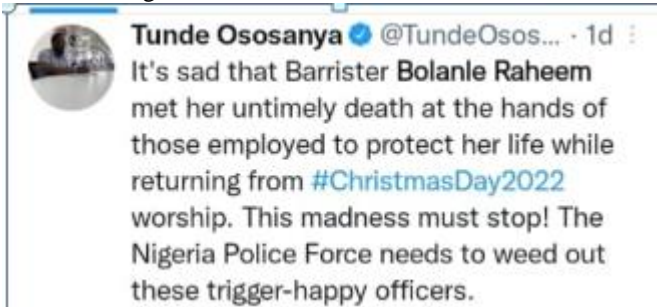 Tunde Ososanya @TundeOsos... · 1d
It's sad that Barrister Bolanle Raheem
met her untimely death at the hands of
those employed to protect her life while
returning from #ChristmasDay2022
worship. This madness must stop! The
Nigeria Police Force needs to weed out
these trigger-happy officers.